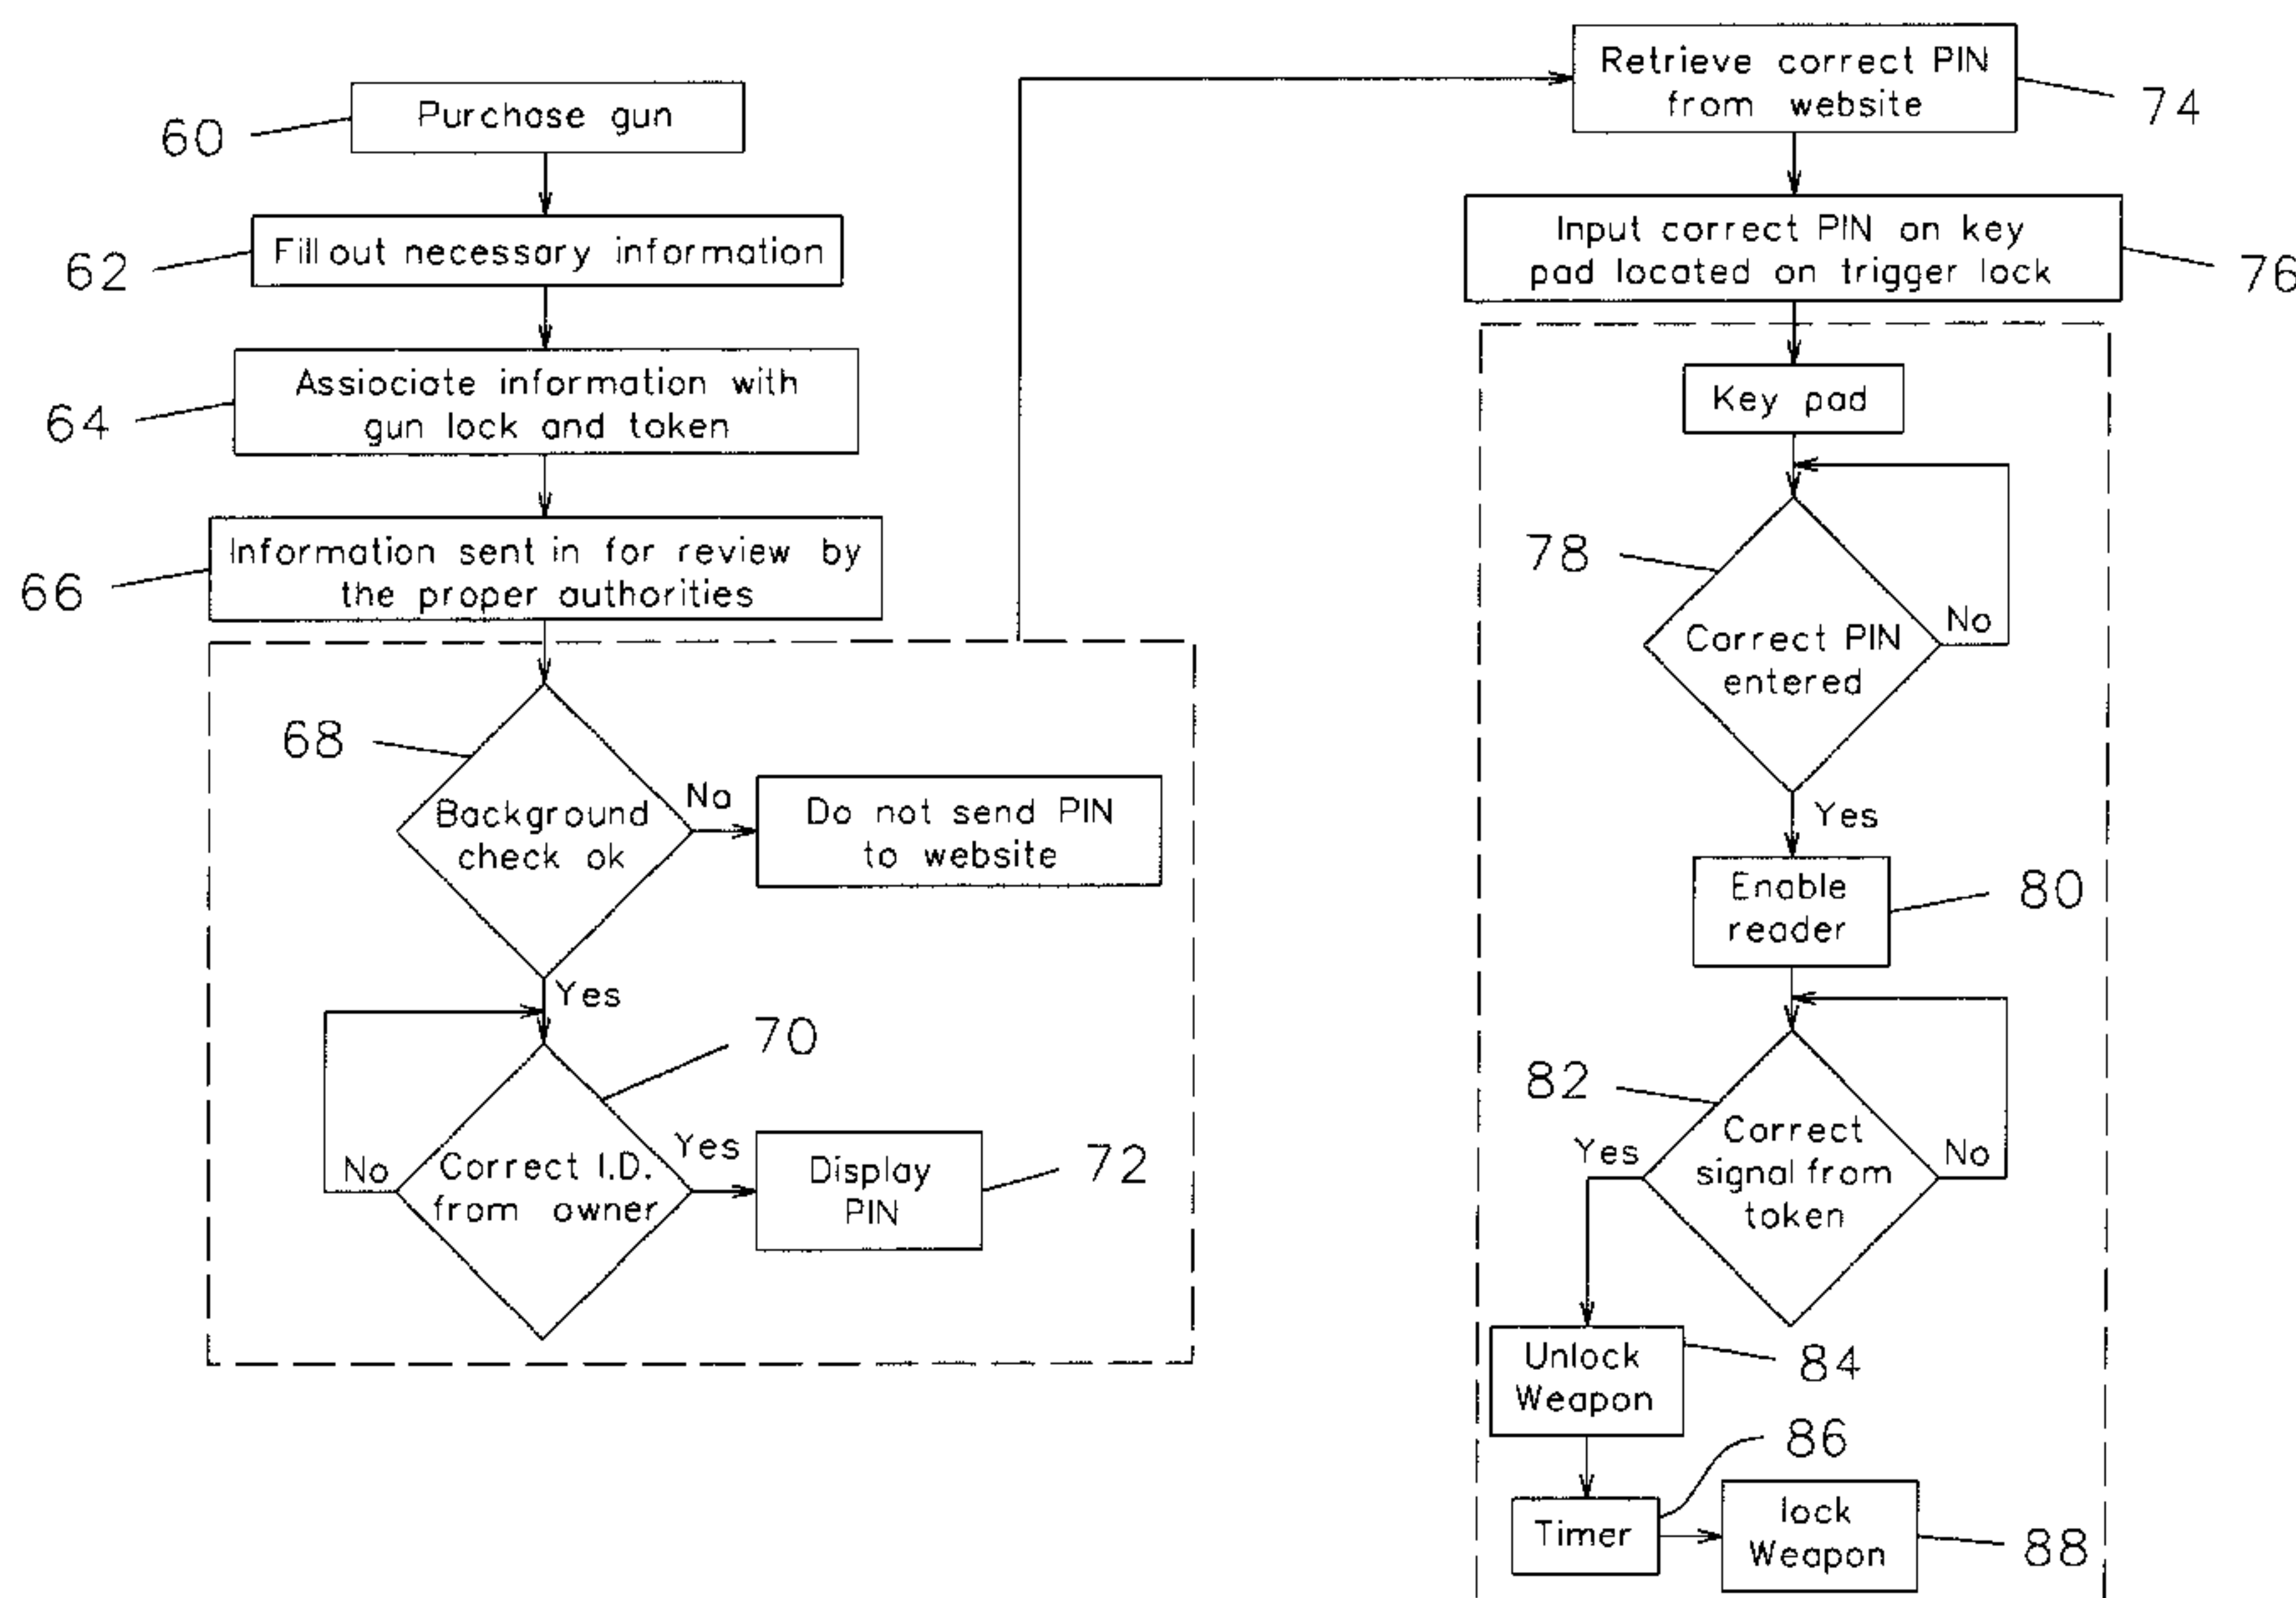 60
Purchase gun
62
Fill out necessary information
64
Assiociate information with
gun lock and token
66
Information sent in for review by
the proper authorities
68
Background
check ok
No
Do not send PIN
to website
Yes
70
No
Correct I.D.
from owner
Yes
Display
PIN
72
Retrieve correct PIN
from website
74
Input correct PIN on key
pad located on trigger lock
76
Key pad
78
Correct PIN
entered
No
Yes
Enable
reader
80
82
Correct
signal from
token
Yes
No
Unlock
Weapon
84
86
Timer
lock
Weapon
88